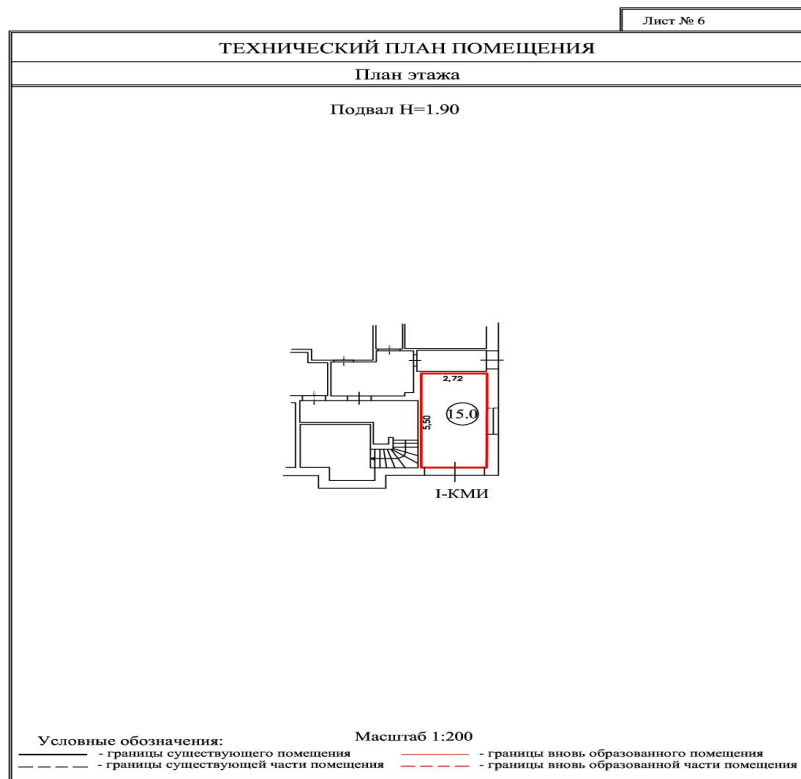 Лист № 6
ТЕХНИЧЕСКИЙ ПЛАН ПОМЕЩЕНИЯ
План этажа
Подвал Н=1.90
2,72
15.0
5,50
I-КМИ
Условные обозначения:
Масштаб 1:200
- границы существующего помещения
- границы вновь образованного помещения
- границы существующей части помещения
- границы вновь образованной части помещения